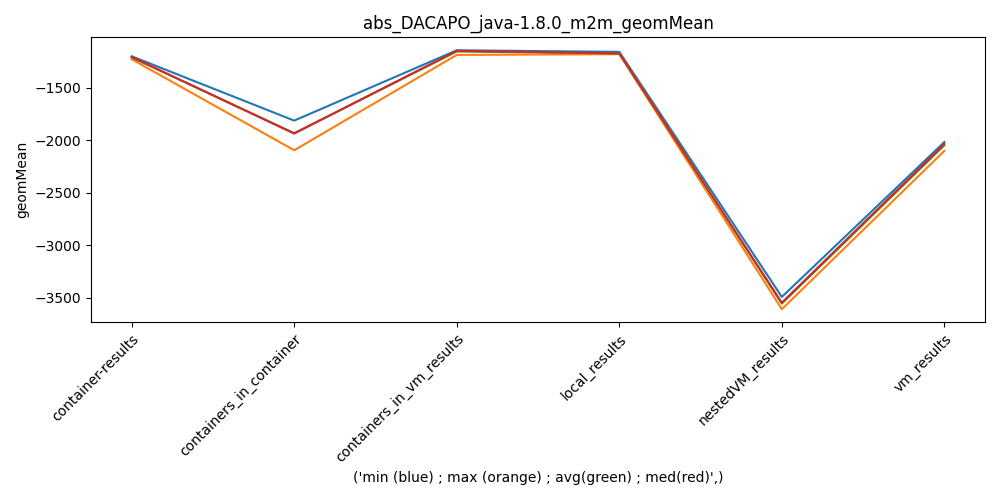 abs_DACAPO_java-1.8.0_m2m_geomMean
geomMean
−1500
−2000
−2500
−3000
−3500
container-results
containers_in_container
containers_in_vm_results
local_results
nestedVM_results
vm_results
('min (blue) ; max (orange) ; avg(green) ; med(red)',)